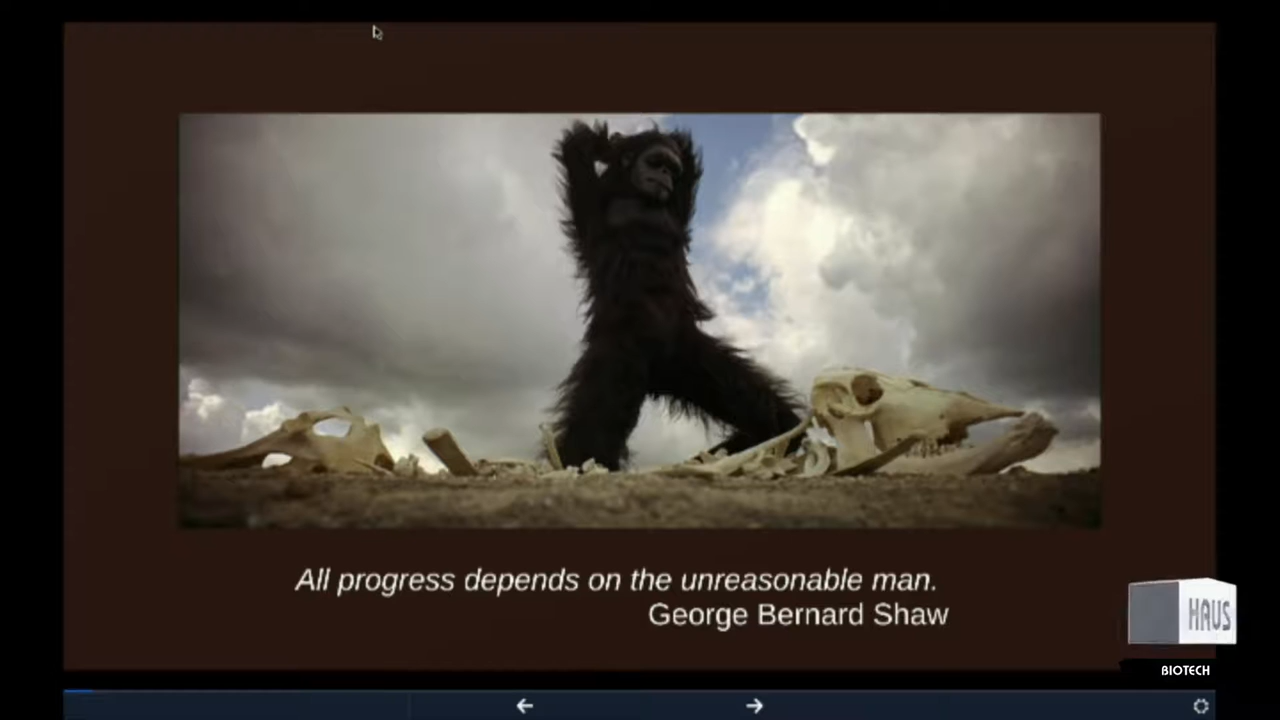 All progress depends on the unreasonable man.
George Bernard Shaw
HAUS
BIOTECH